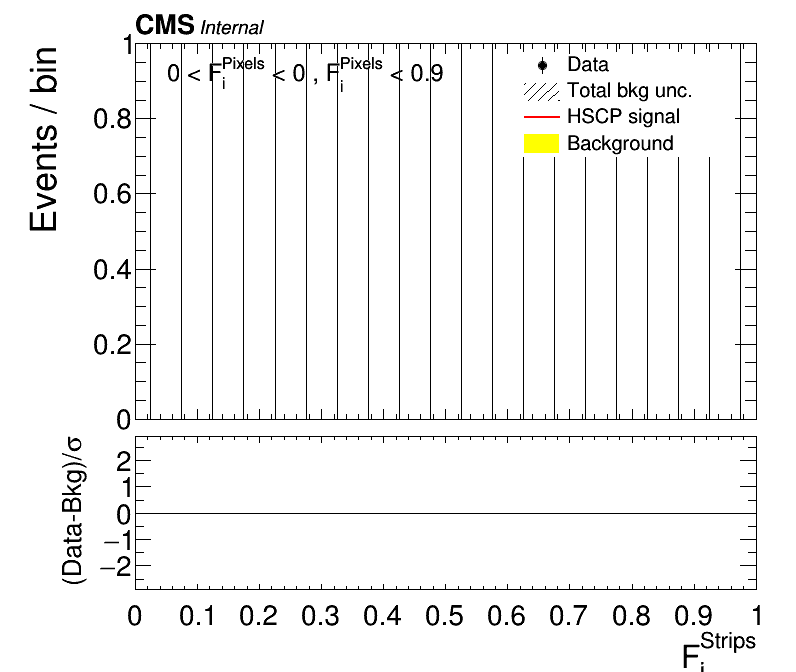 CMS Internal
Events / bin
1
0.8
0.6
0.4
0.2
0
0 < F_i^Pixels < 0 , F_i^Pixels < 0.9
Data
Total bkg unc.
HSCP signal
Background
(Data-Bkg)/σ
2
1
0
−1
−2
0 0.1 0.2 0.3 0.4 0.5 0.6 0.7 0.8 0.9 1
F_i^Strips